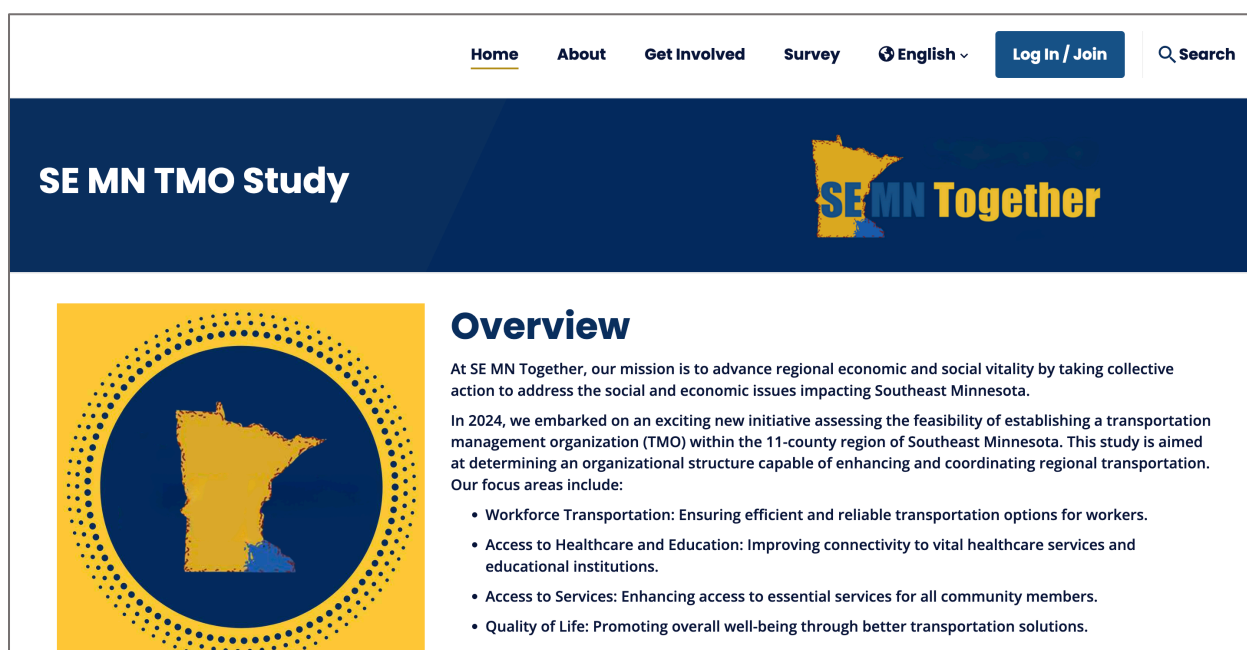 Home About Get Involved Survey English Log In / Join Search
SE MN TMO Study
SE MN Together
Overview
At SE MN Together, our mission is to advance regional economic and social vitality by taking collective
action to address the social and economic issues impacting Southeast Minnesota.
In 2024, we embarked on an exciting new initiative assessing the feasibility of establishing a transportation
management organization (TMO) within the 11-county region of Southeast Minnesota. This study is aimed
at determining an organizational structure capable of enhancing and coordinating regional transportation.
Our focus areas include:
• Workforce Transportation: Ensuring efficient and reliable transportation options for workers.
• Access to Healthcare and Education: Improving connectivity to vital healthcare services and
educational institutions.
• Access to Services: Enhancing access to essential services for all community members.
• Quality of Life: Promoting overall well-being through better transportation solutions.